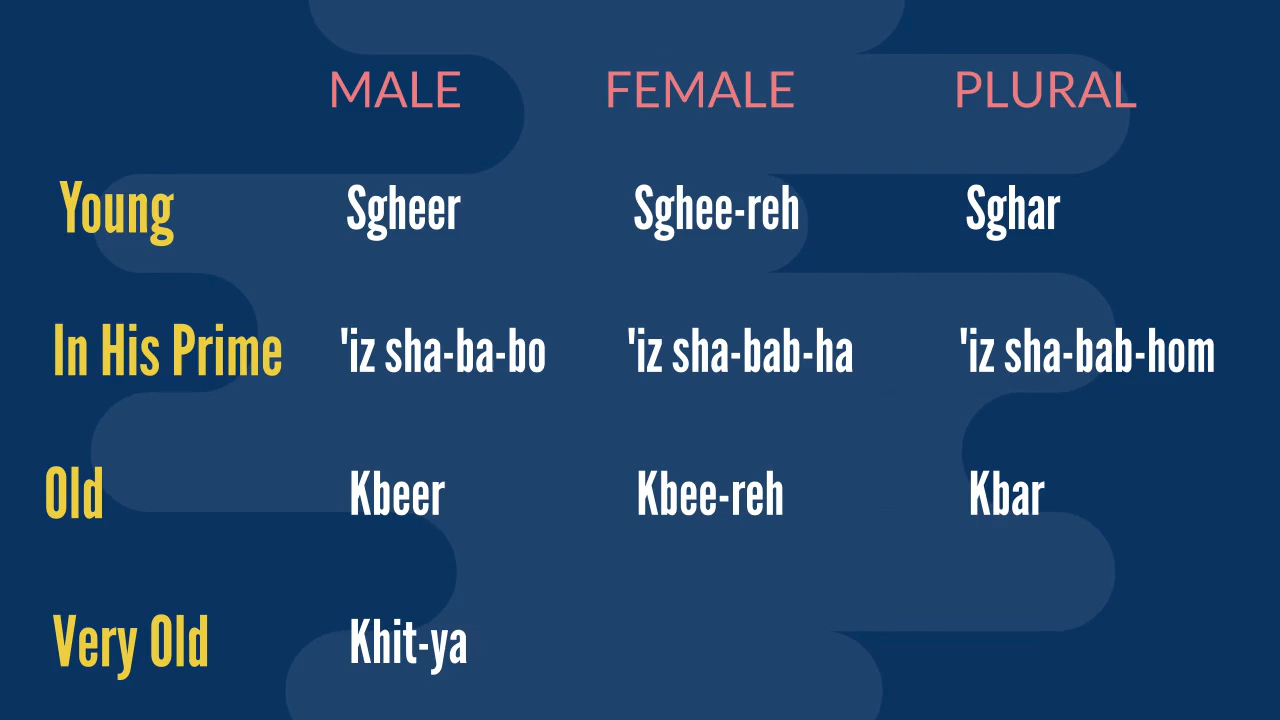 MALE FEMALE PLURAL
Young Sgheer Sghee-reh Sghar
In His Prime 'iz sha-ba-bo 'iz sha-bab-ha 'iz sha-bab-hom
Old Kbeer Kbee-reh Kbar
Very Old Khit-ya